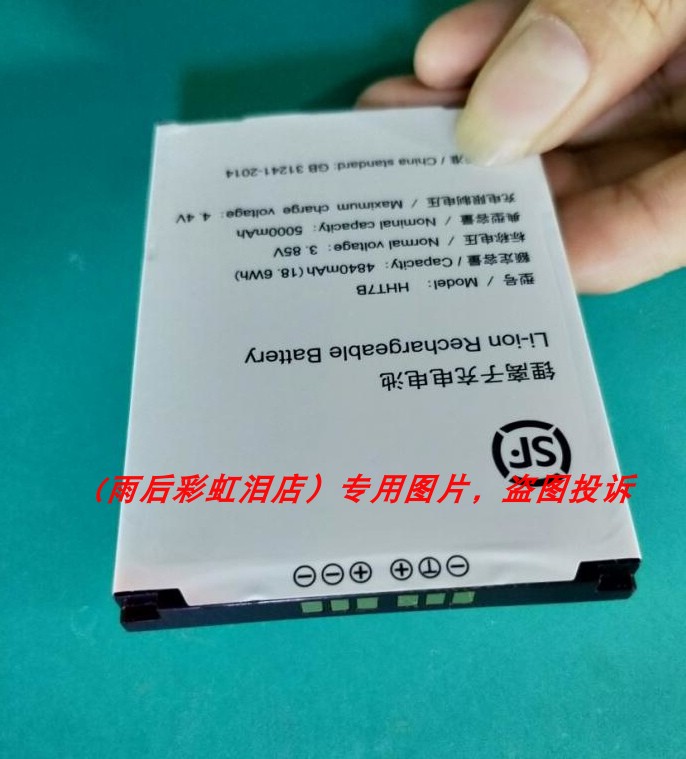 SF
锂离子充电电池
Li-ion Rechargeable Battery
型号 / Model: HHT7B
额定容量 / Capacity: 4840mAh(18.6Wh)
标称电压 / Normal voltage: 3.85V
典型容量 / Nominal capacity: 5000mAh
充电限制电压 / Maximum charge voltage: 4.4V
准 / China standard: GB 31241-2014
(雨后彩虹泪店)专用图片，盗图投诉
⊖Ⓣ⊕ ⊕⊖⊖